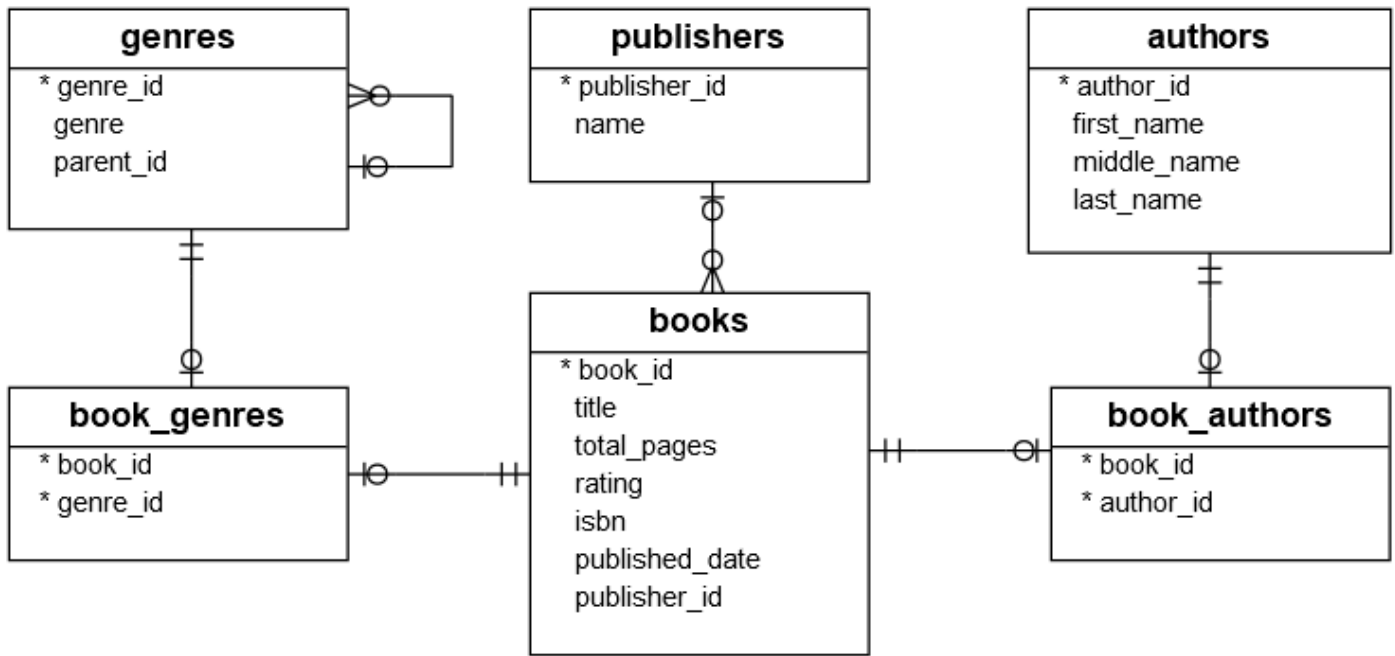 genres
* genre_id
genre
parent_id
publishers
* publisher_id
name
authors
* author_id
first_name
middle_name
last_name
book_genres
* book_id
* genre_id
books
* book_id
title
total_pages
rating
isbn
published_date
publisher_id
book_authors
* book_id
* author_id